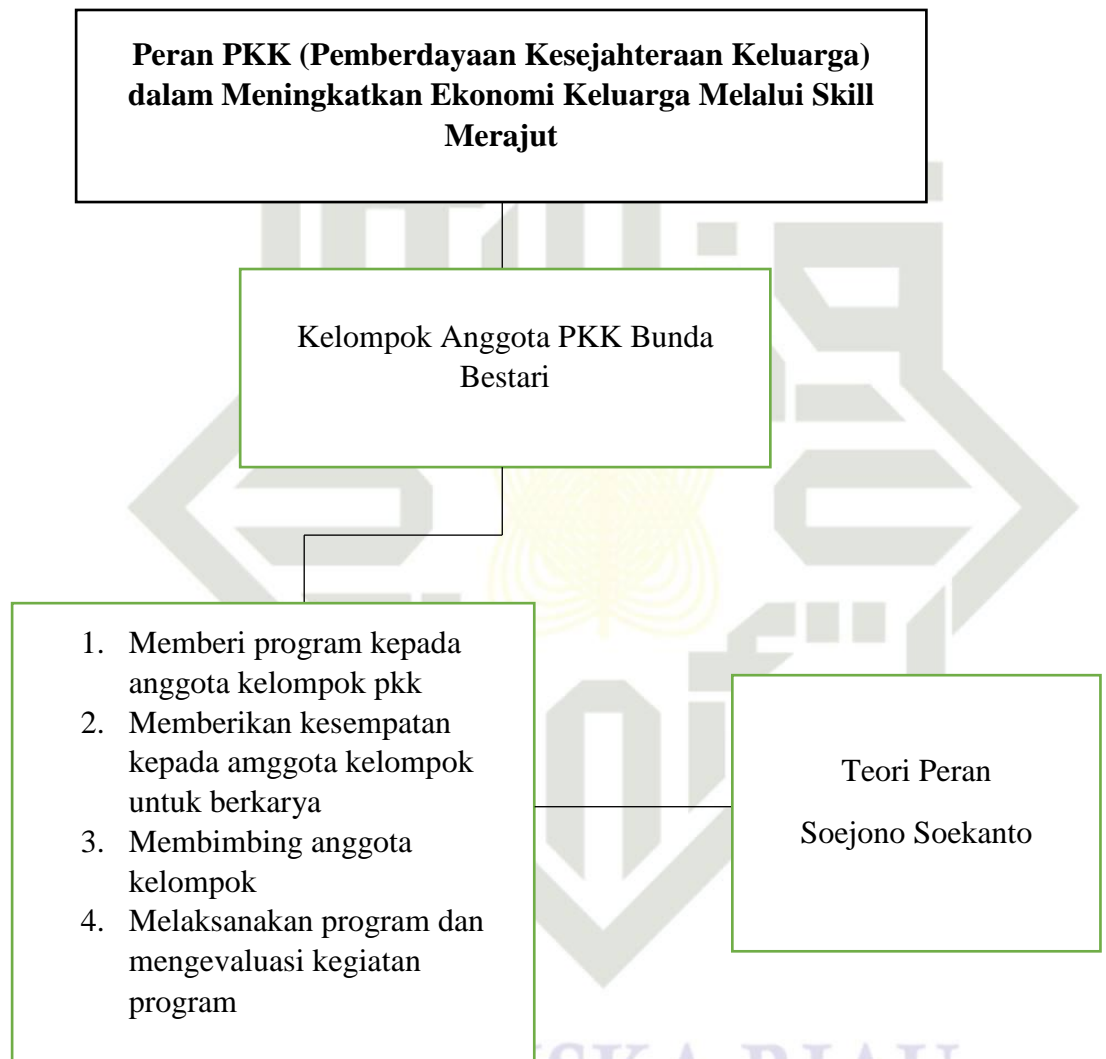 Peran PKK (Pemberdayaan Kesejahteraan Keluarga)
dalam Meningkatkan Ekonomi Keluarga Melalui Skill
Merajut
Kelompok Anggota PKK Bunda
Bestari
1. Memberi program kepada
anggota kelompok pkk
2. Memberikan kesempatan
kepada amggota kelompok
untuk berkarya
3. Membimbing anggota
kelompok
4. Melaksanakan program dan
mengevaluasi kegiatan
program
Teori Peran
Soejono Soekanto
SKA RIAU